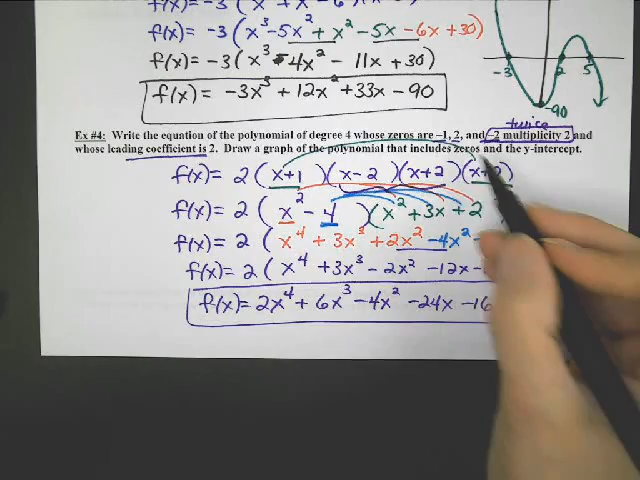 f(x) = -3(
f(x) = -3(x³ - 5x² + x² - 5x - 6x + 30)
f(x) = -3(x³ - 4x² - 11x + 30)
f(x) = -3x³ + 12x² + 33x - 90
-3 2 5
-90
twice
Ex #4: Write the equation of the polynomial of degree 4 whose zeros are –1, 2, and –2 multiplicity 2 and
whose leading coefficient is 2. Draw a graph of the polynomial that includes zeros and the y-intercept.
f(x) = 2(x+1)(x-2)(x+2)(x+2)
f(x) = 2(x² - 4)(x² + 3x + 2
f(x) = 2(x⁴ + 3x³ + 2x² - 4x² -
f(x) = 2(x⁴ + 3x³ - 2x² - 12x -
f(x) = 2x⁴ + 6x³ - 4x² - 24x - 16